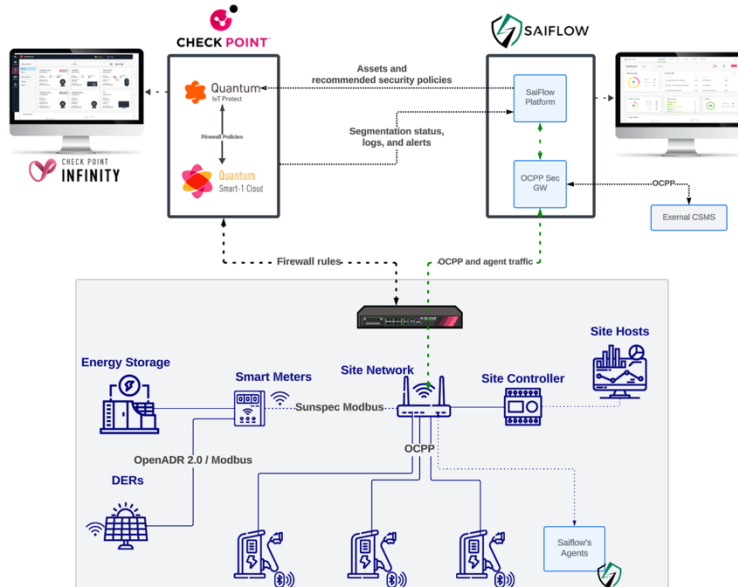 CHECK POINT
SAIFLOW
Assets and
recommended security policies
Quantum
IoT Protect
SaiFlow
Platform
Firewall Policies
Segmentation status,
logs, and alerts
CHECK POINT
INFINITY
Quantum
Smart-1 Cloud
OCPP Sec
GW
OCPP
Exernal CSMS
Firewall rules
OCPP and agent traffic
Site Hosts
Energy Storage
Smart Meters
Site Network
Site Controller
Sunspec Modbus
OCPP
OpenADR 2.0 / Modbus
DERs
Saiflow's
Agents